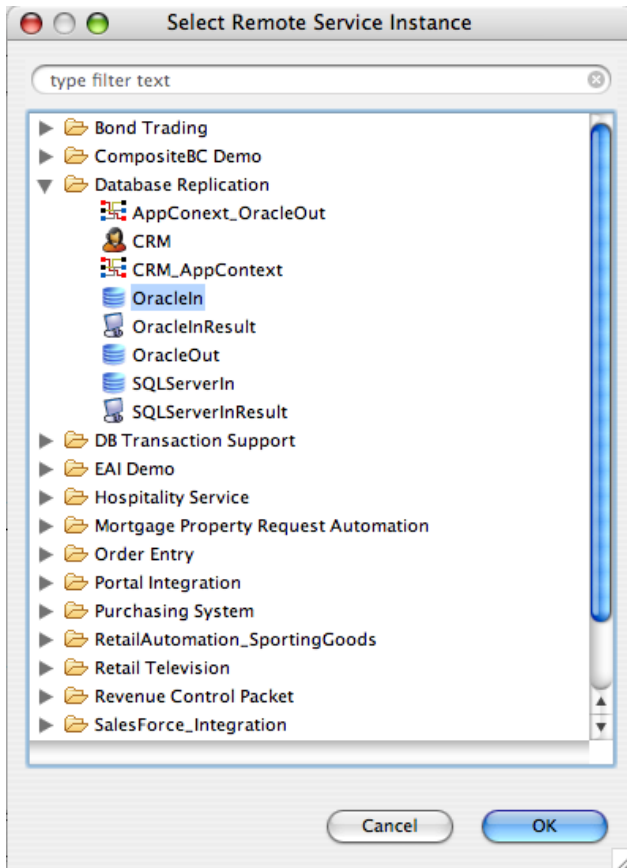 Select Remote Service Instance
type filter text
Bond Trading
CompositeBC Demo
Database Replication
AppConext_OracleOut
CRM
CRM_AppContext
OracleIn
OracleInResult
OracleOut
SQLServerIn
SQLServerInResult
DB Transaction Support
EAI Demo
Hospitality Service
Mortgage Property Request Automation
Order Entry
Portal Integration
Purchasing System
RetailAutomation_SportingGoods
Retail Television
Revenue Control Packet
SalesForce_Integration
Cancel OK